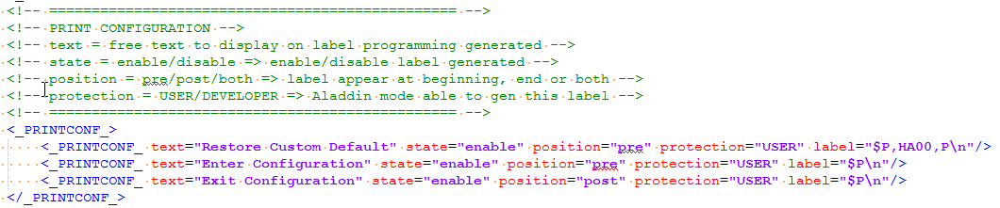 <!-- ================================================ -->
<!-- PRINT CONFIGURATION -->
<!-- text = free text to display on label programming generated -->
<!-- state = enable/disable => enable/disable label generated -->
<!-- position = pre/post/both => label appear at beginning, end or both -->
<!-- protection = USER/DEVELOPER => Aladdin mode able to gen this label -->
<!-- ================================================ -->
<_PRINTCONF_>
    <_PRINTCONF_ text="Restore Custom Default" state="enable" position="pre" protection="USER" label="$P,HA00,P\n"/>
    <_PRINTCONF_ text="Enter Configuration" state="enable" position="pre" protection="USER" label="$P\n"/>
    <_PRINTCONF_ text="Exit Configuration" state="enable" position="post" protection="USER" label="$P\n"/>
</_PRINTCONF_>